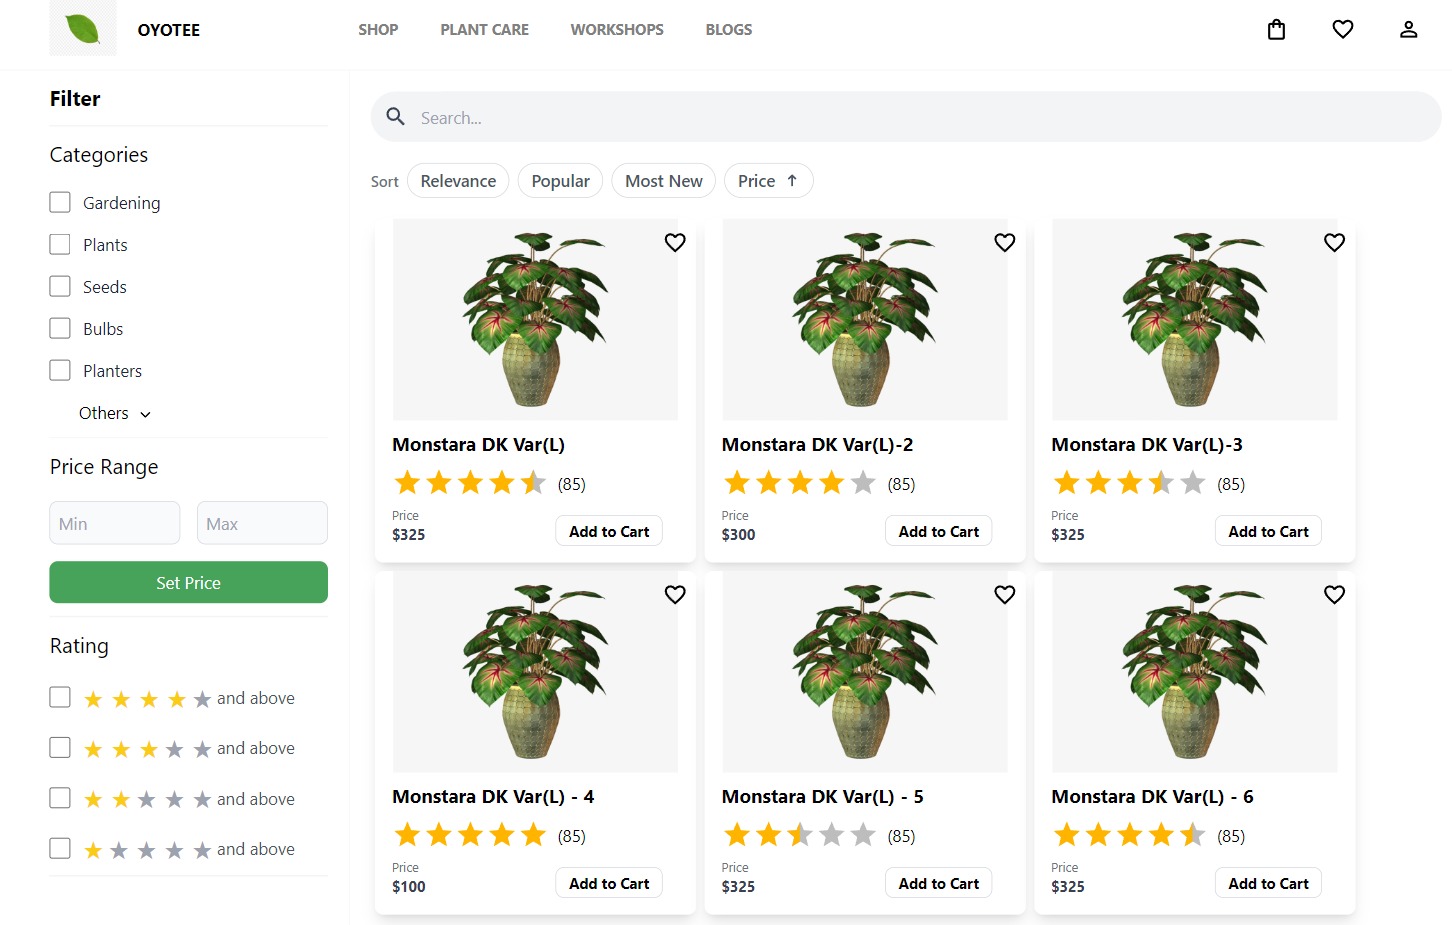 OYOTEE
SHOP PLANT CARE WORKSHOPS BLOGS
Filter
Categories
Gardening
Plants
Seeds
Bulbs
Planters
Others
Price Range
Min Max
Set Price
Rating
and above
and above
and above
and above
Search...
Sort Relevance Popular Most New Price ↑
Monstara DK Var(L)
(85)
Price
$325 Add to Cart
Monstara DK Var(L)-2
(85)
Price
$300 Add to Cart
Monstara DK Var(L)-3
(85)
Price
$325 Add to Cart
Monstara DK Var(L) - 4
(85)
Price
$100 Add to Cart
Monstara DK Var(L) - 5
(85)
Price
$325 Add to Cart
Monstara DK Var(L) - 6
(85)
Price
$325 Add to Cart